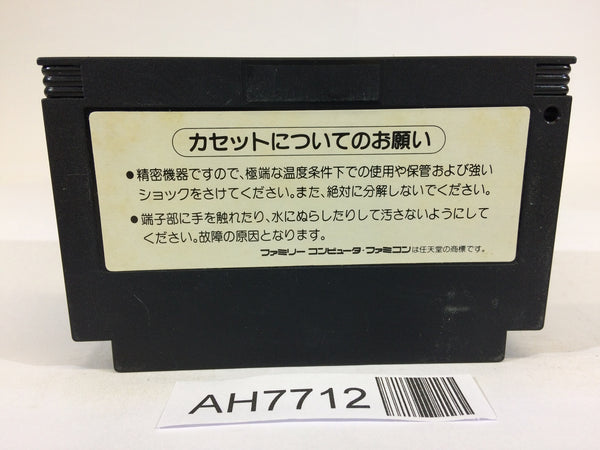 カセットについてのお願い
●精密機器ですので、極端な温度条件下での使用や保管および強い
ショックをさけてください。また、絶対に分解しないでください。
●端子部に手を触れたり、水にぬらしたりして汚さないようにして
ください。故障の原因となります。
ファミリーコンピュータ・ファミコンは任天堂の商標です。
AH7712